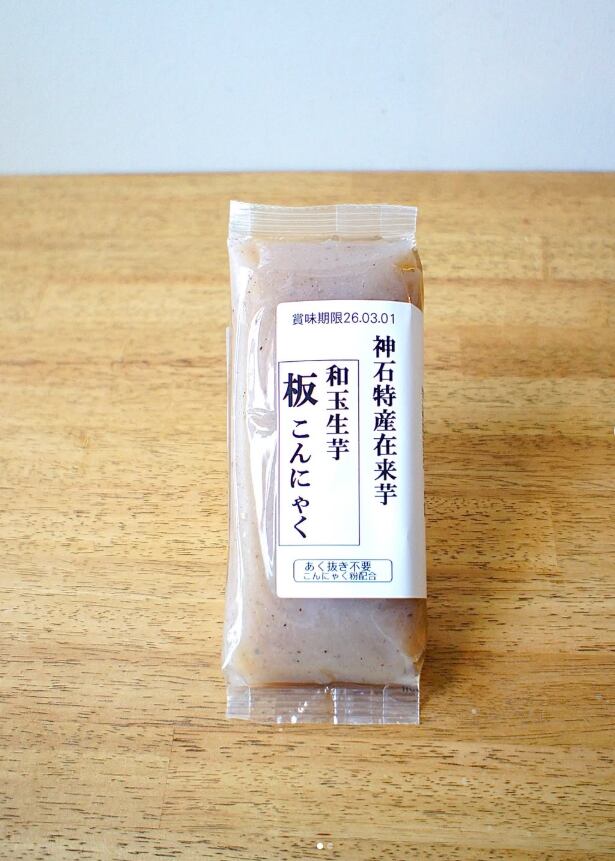 賞味期限26.03.01
神石特産在来芋
和玉生芋
板こんにゃく
あく抜き不要
こんにゃく粉配合